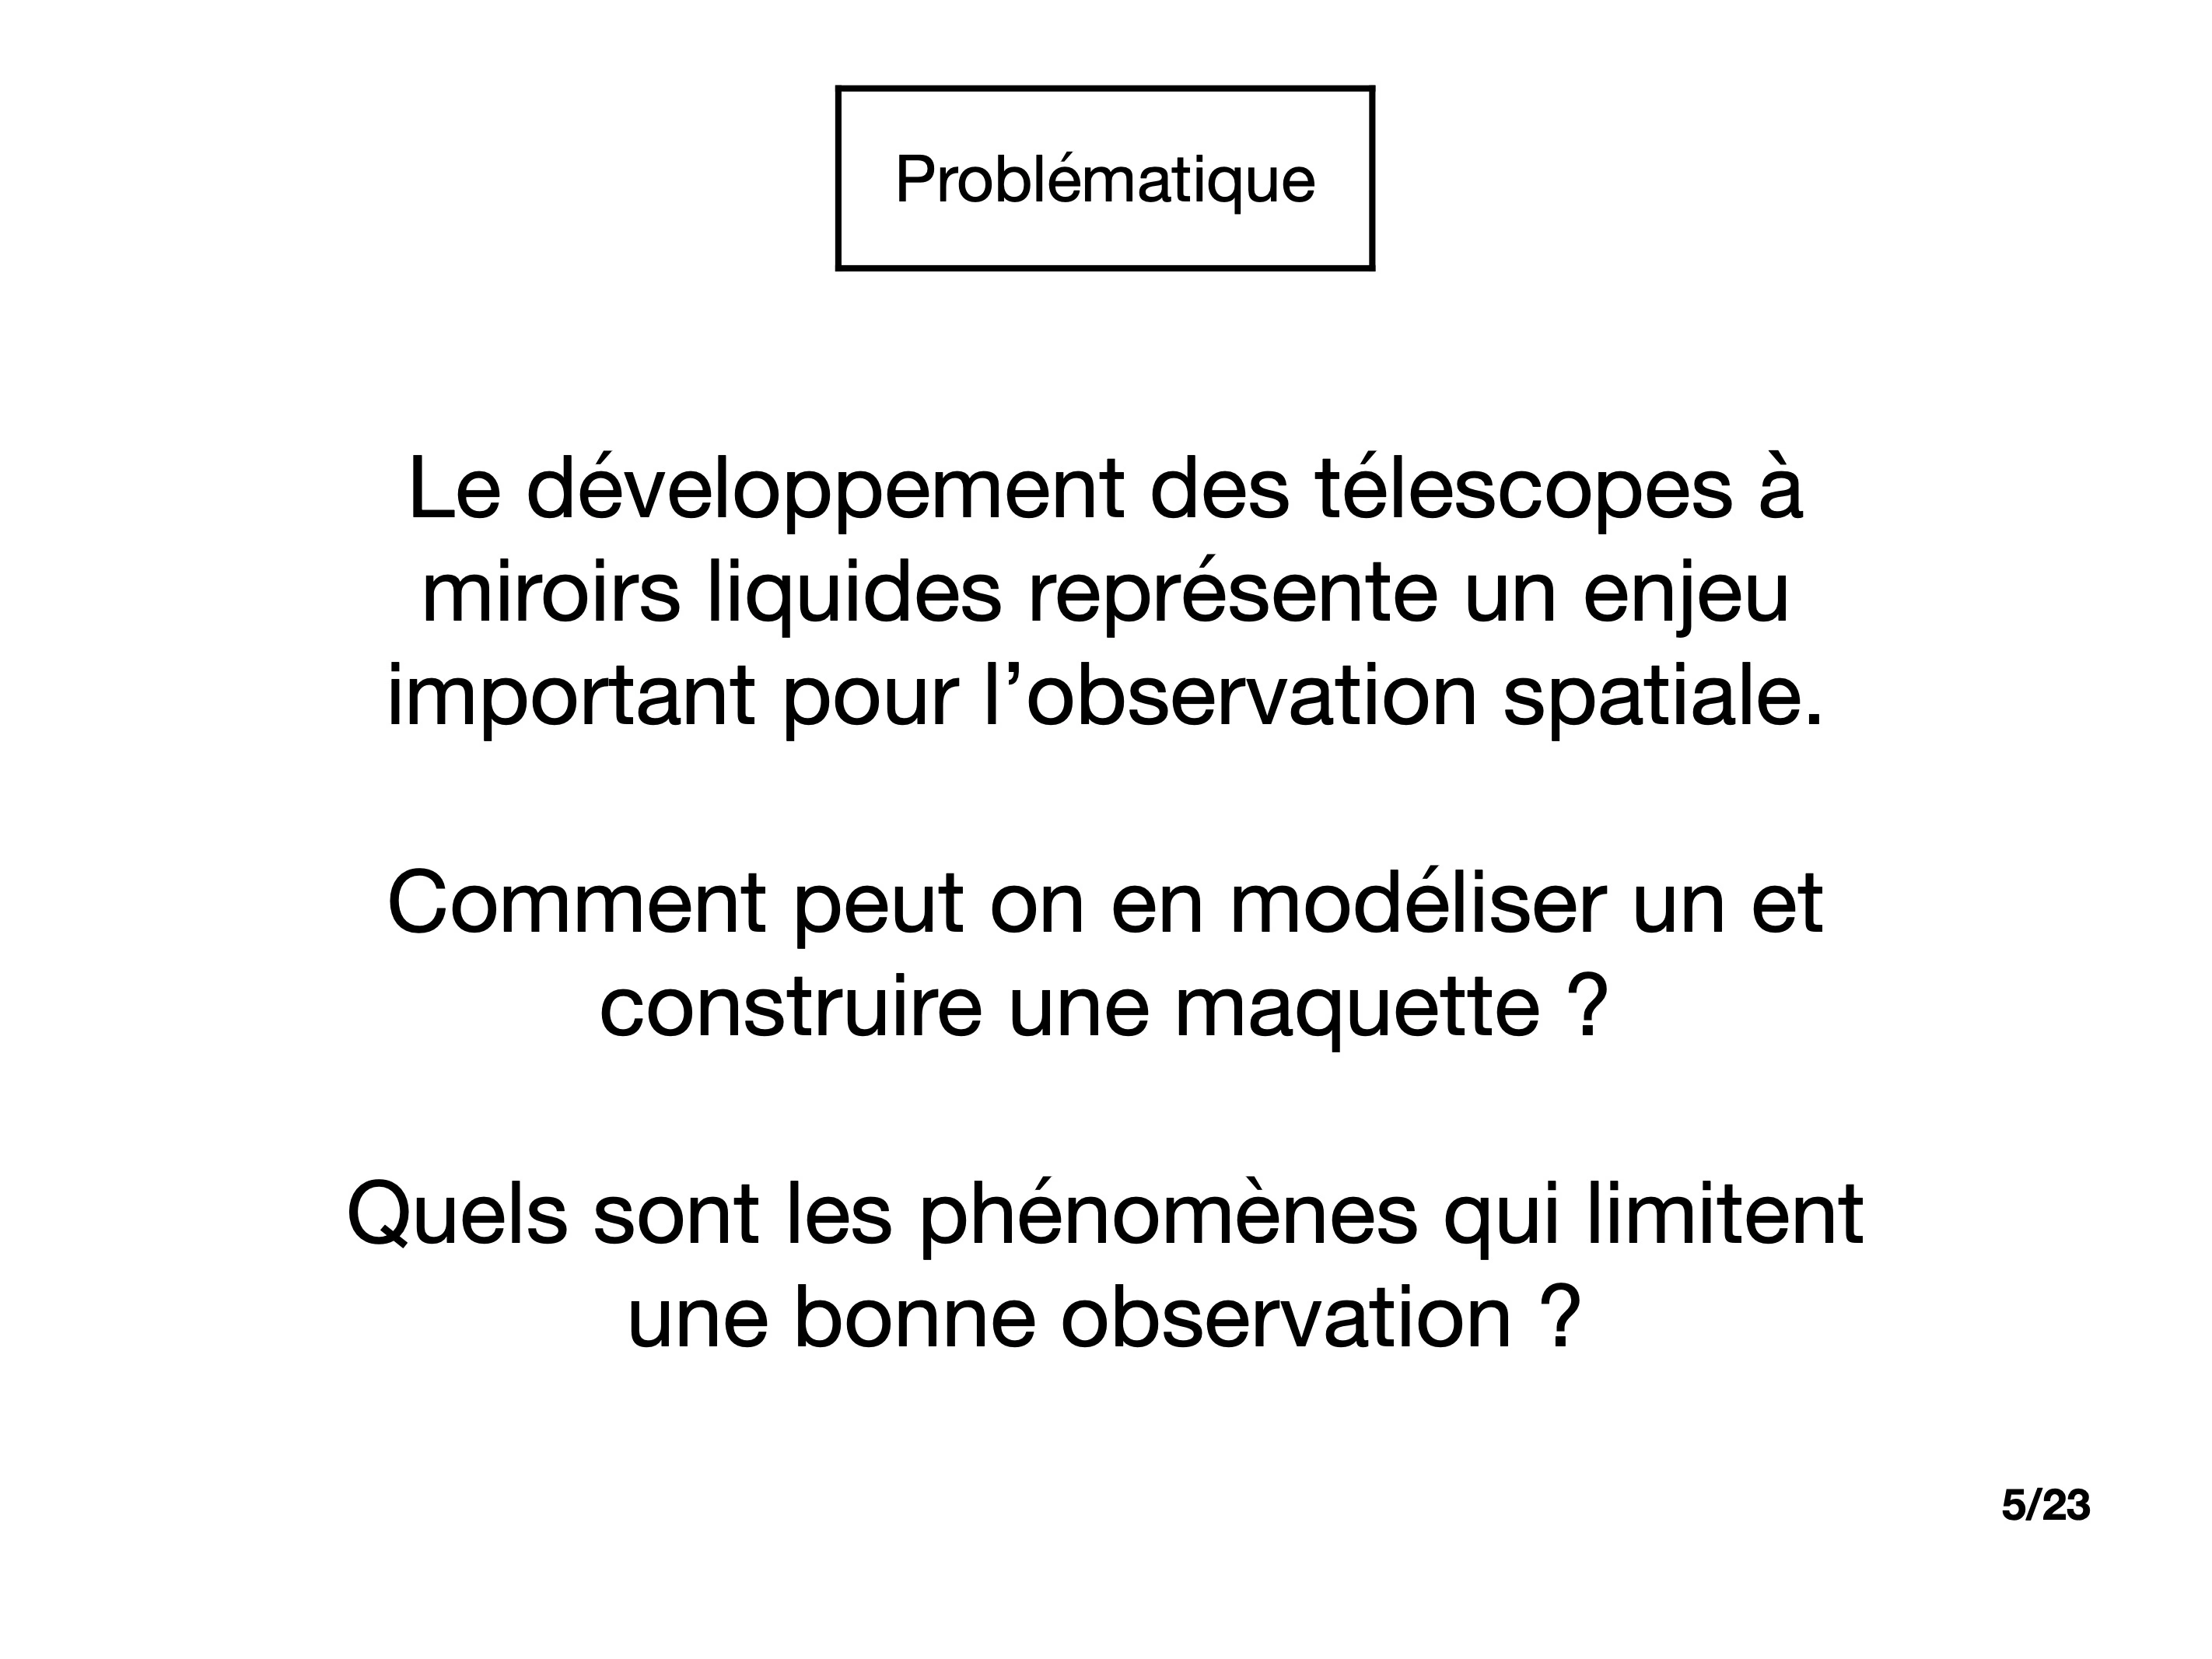 Problématique
Le développement des télescopes à
miroirs liquides représente un enjeu
important pour l’observation spatiale.
Comment peut on en modéliser un et
construire une maquette ?
Quels sont les phénomènes qui limitent
une bonne observation ?
5/23